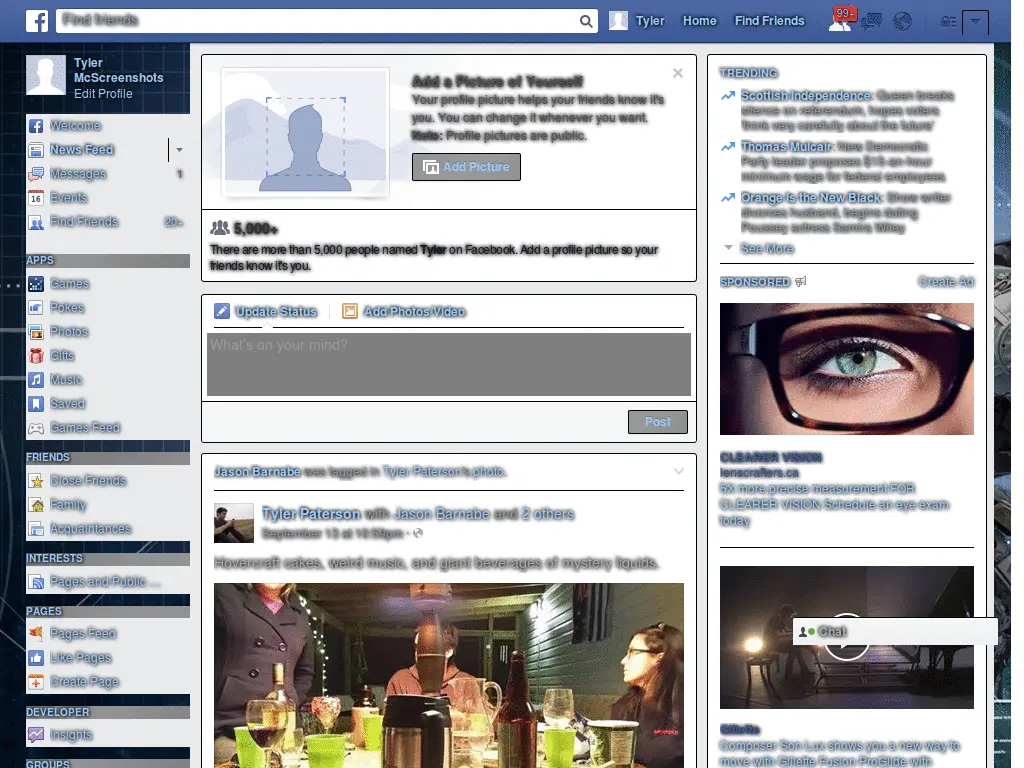 Find friends
Tyler
Home
Find Friends
99+
Tyler
McScreenshots
Edit Profile
Welcome
News Feed
Messages 1
Events
Find Friends 20+
APPS
Games
Pokes
Photos
Gifts
Music
Saved
Games Feed
FRIENDS
Close Friends
Family
Acquaintances
INTERESTS
Pages and Public ...
PAGES
Pages Feed
Like Pages
Create Page
DEVELOPER
Insights
GROUPS
Add a Picture of Yourself
Your profile picture helps your friends know it's
you. You can change it whenever you want.
Note: Profile pictures are public.
Add Picture
5,000+
There are more than 5,000 people named Tyler on Facebook. Add a profile picture so your
friends know it's you.
Update Status
Add Photos/Video
What's on your mind?
Post
Jason Barnabe was tagged in Tyler Paterson's photo.
Tyler Paterson with Jason Barnabe and 2 others
September 13 at 10:59pm ·
Hovercraft cakes, weird music, and giant beverages of mystery liquids.
TRENDING
Scottish Independence: Queen breaks
silence on referendum, hopes voters
'think very carefully about the future'
Thomas Mulcair: New Democratic
Party leader proposes $15-an-hour
minimum wage for federal employees
Orange Is the New Black: Show writer
divorces husband, begins dating
Poussey actress Samira Wiley
See More
SPONSORED
Create Ad
CLEARER VISION
lenscrafters.ca
5X more precise measurement FOR
CLEARER VISION.Schedule an eye exam
today
Chat
Gillette
Composer Son Lux shows you a new way to
move with Gillette Fusion ProGlide with